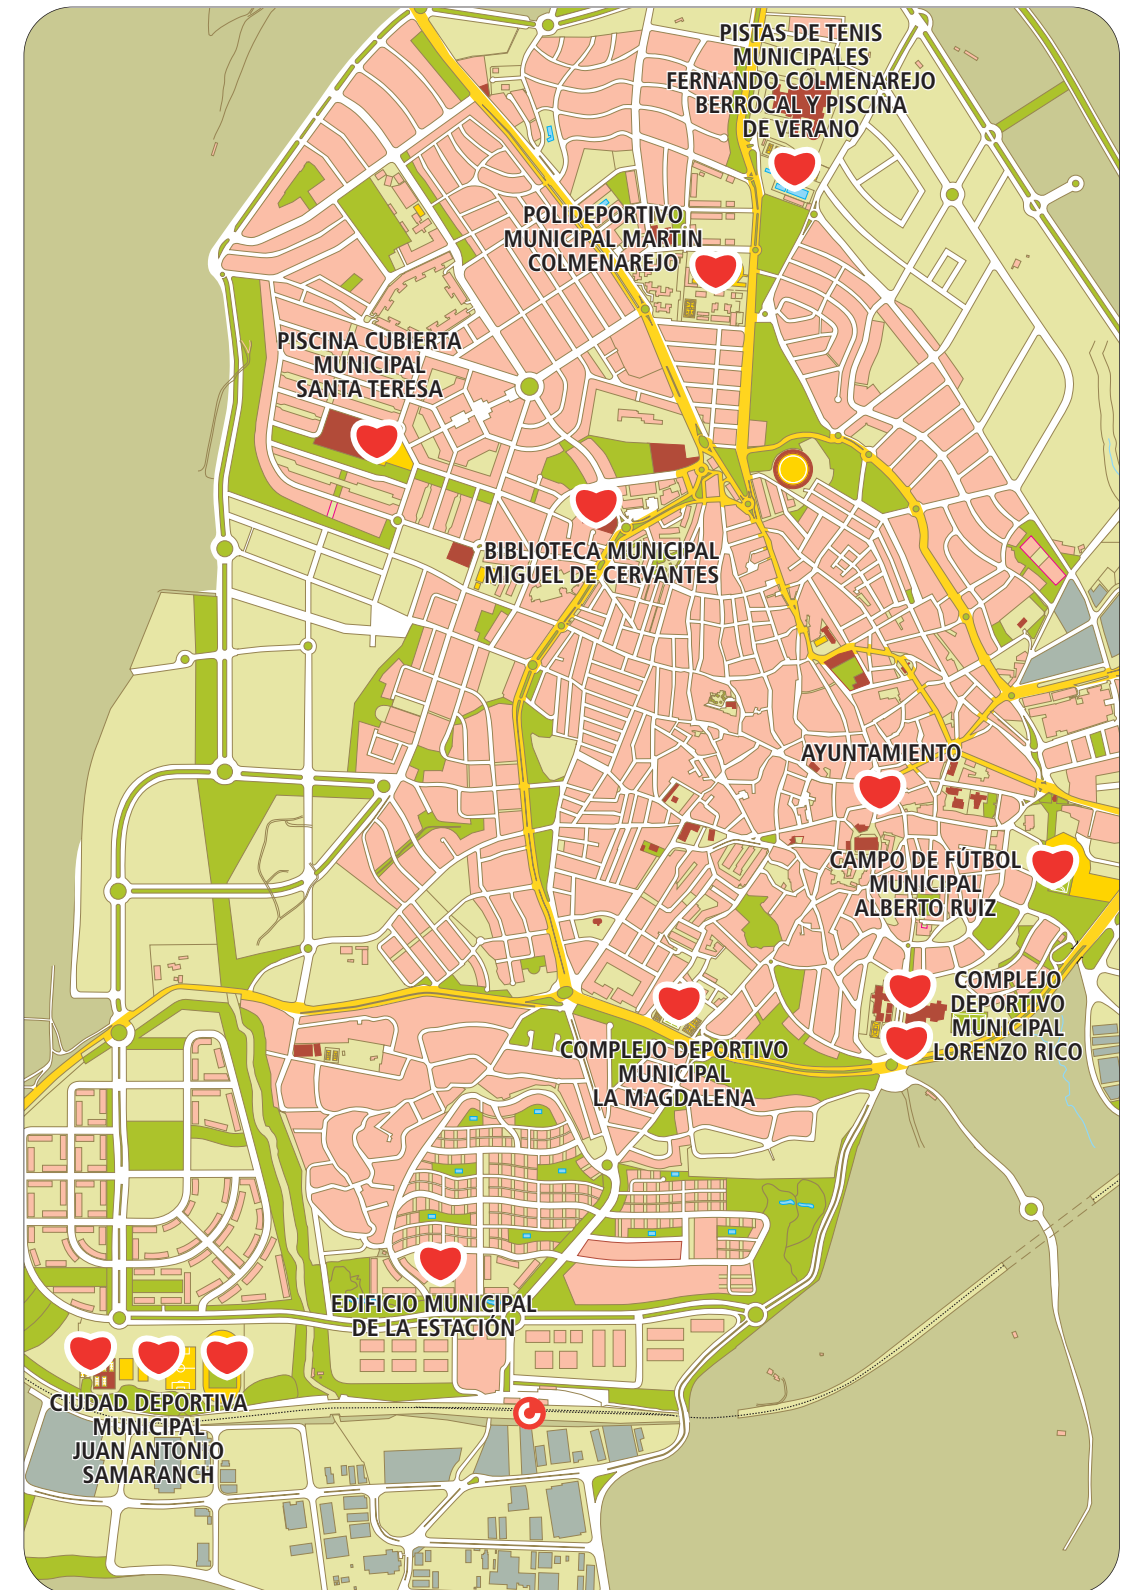 PISTAS DE TENIS
MUNICIPALES
FERNANDO COLMENAREJO
BERROCAL Y PISCINA
DE VERANO
POLIDEPORTIVO
MUNICIPAL MARTIN
COLMENAREJO
PISCINA CUBIERTA
MUNICIPAL
SANTA TERESA
BIBLIOTECA MUNICIPAL
MIGUEL DE CERVANTES
AYUNTAMIENTO
CAMPO DE FÚTBOL
MUNICIPAL
ALBERTO RUIZ
COMPLEJO
DEPORTIVO
MUNICIPAL
LORENZO RICO
COMPLEJO DEPORTIVO
MUNICIPAL
LA MAGDALENA
EDIFICIO MUNICIPAL
DE LA ESTACIÓN
CIUDAD DEPORTIVA
MUNICIPAL
JUAN ANTONIO
SAMARANCH